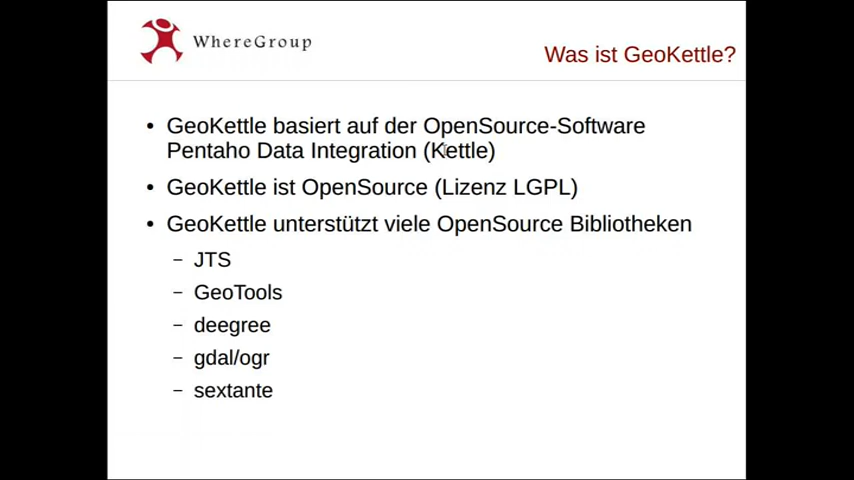 WhereGroup
Was ist GeoKettle?
• GeoKettle basiert auf der OpenSource-Software
Pentaho Data Integration (Kettle)
• GeoKettle ist OpenSource (Lizenz LGPL)
• GeoKettle unterstützt viele OpenSource Bibliotheken
– JTS
– GeoTools
– deegree
– gdal/ogr
– sextante